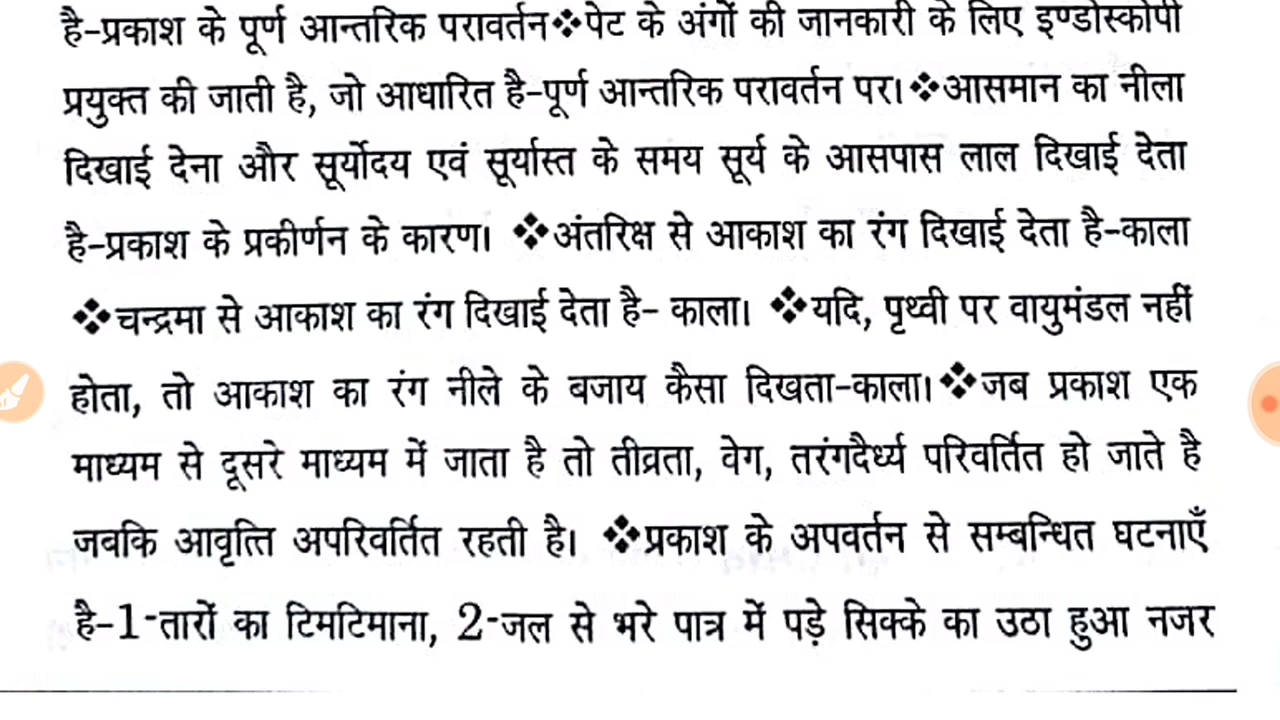 है-प्रकाश के पूर्ण आन्तरिक परावर्तन❖पेट के अंगों की जानकारी के लिए इण्डोस्कोपी
प्रयुक्त की जाती है, जो आधारित है-पूर्ण आन्तरिक परावर्तन पर।❖आसमान का नीला
दिखाई देना और सूर्योदय एवं सूर्यास्त के समय सूर्य के आसपास लाल दिखाई देता
है-प्रकाश के प्रकीर्णन के कारण। ❖अंतरिक्ष से आकाश का रंग दिखाई देता है-काला
❖चन्द्रमा से आकाश का रंग दिखाई देता है- काला। ❖यदि, पृथ्वी पर वायुमंडल नहीं
होता, तो आकाश का रंग नीले के बजाय कैसा दिखता-काला।❖जब प्रकाश एक
माध्यम से दूसरे माध्यम में जाता है तो तीव्रता, वेग, तरंगदैर्ध्य परिवर्तित हो जाते है
जबकि आवृत्ति अपरिवर्तित रहती है। ❖प्रकाश के अपवर्तन से सम्बन्धित घटनाएँ
है-1-तारों का टिमटिमाना, 2-जल से भरे पात्र में पड़े सिक्के का उठा हुआ नजर